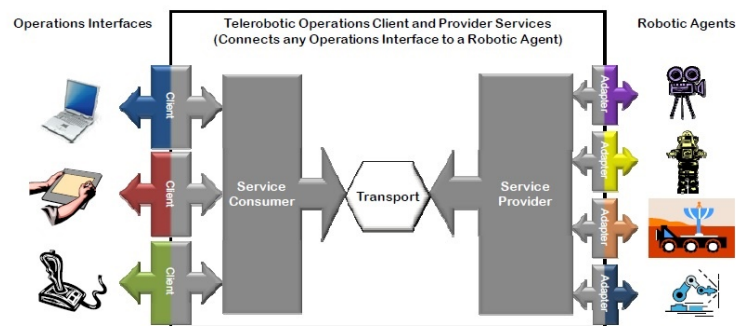 Operations Interfaces
Telerobotic Operations Client and Provider Services
(Connects any Operations Interface to a Robotic Agent)
Robotic Agents
Client
Client
Client
Service
Consumer
Transport
Service
Provider
Adapter
Adapter
Adapter
Adapter